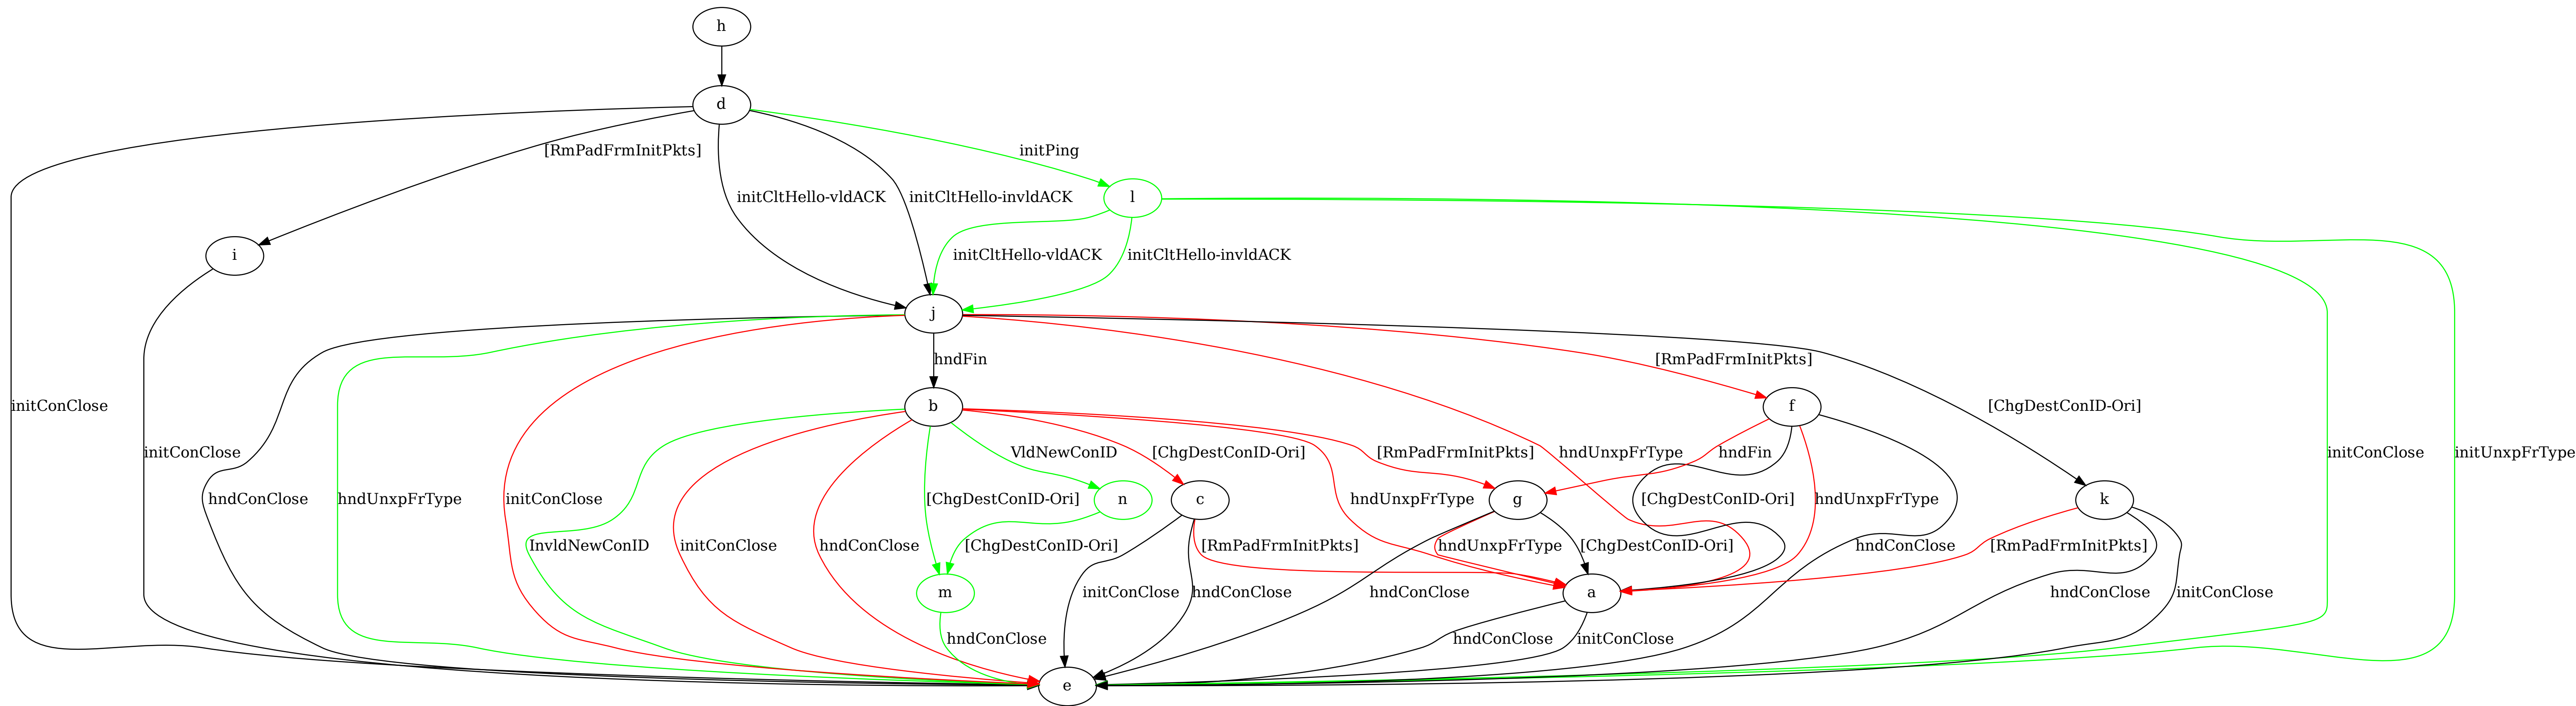 h
d
[RmPadFrmInitPkts]
initPing
initCltHello-vldACK
initCltHello-invldACK
l
i
initCltHello-vldACK
initCltHello-invldACK
j
hndFin
[RmPadFrmInitPkts]
initConClose
b
f
[ChgDestConID-Ori]
initConClose
VldNewConID
[ChgDestConID-Ori]
[RmPadFrmInitPkts]
hndUnxpFrType
hndFin
initConClose
initUnxpFrType
hndConClose
hndUnxpFrType
initConClose
[ChgDestConID-Ori]
n
c
hndUnxpFrType
g
[ChgDestConID-Ori]
hndUnxpFrType
k
InvldNewConID
initConClose
hndConClose
[ChgDestConID-Ori]
[RmPadFrmInitPkts]
hndUnxpFrType
[ChgDestConID-Ori]
hndConClose
[RmPadFrmInitPkts]
m
initConClose
hndConClose
hndConClose
a
hndConClose
initConClose
hndConClose
hndConClose
initConClose
e